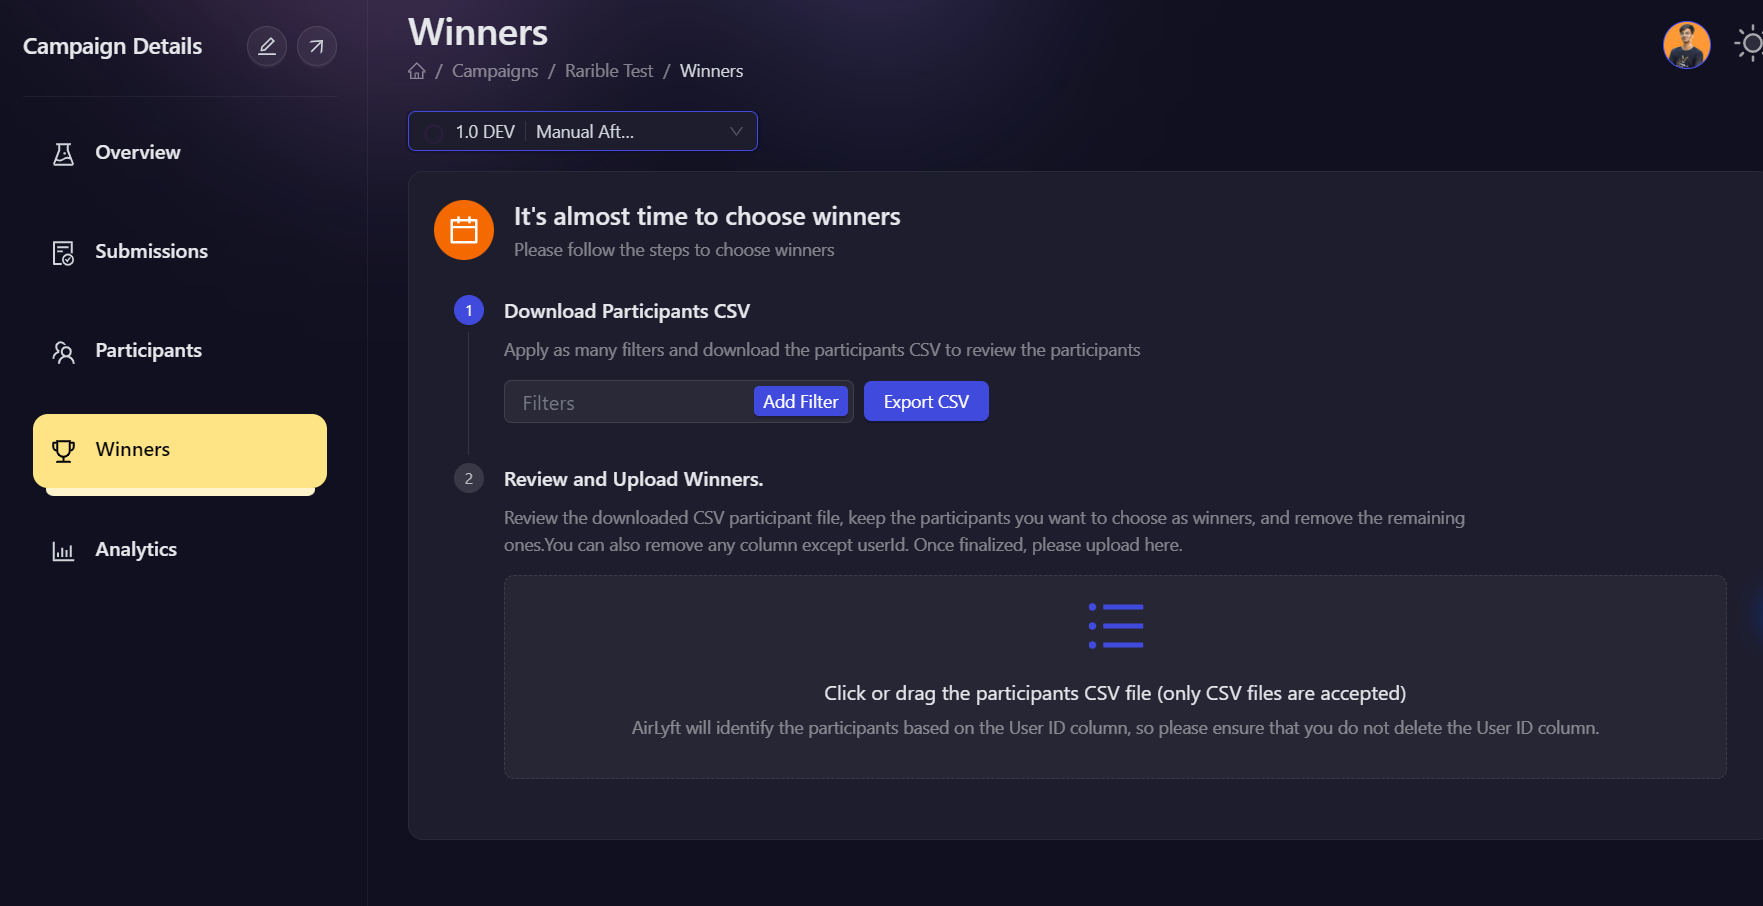 Campaign Details
Overview
Submissions
Participants
Winners
Analytics
Winners
/ Campaigns / Rarible Test / Winners
1.0 DEV Manual Aft...
It's almost time to choose winners
Please follow the steps to choose winners
1 Download Participants CSV
Apply as many filters and download the participants CSV to review the participants
Filters Add Filter Export CSV
2 Review and Upload Winners.
Review the downloaded CSV participant file, keep the participants you want to choose as winners, and remove the remaining
ones.You can also remove any column except userId. Once finalized, please upload here.
Click or drag the participants CSV file (only CSV files are accepted)
AirLyft will identify the participants based on the User ID column, so please ensure that you do not delete the User ID column.